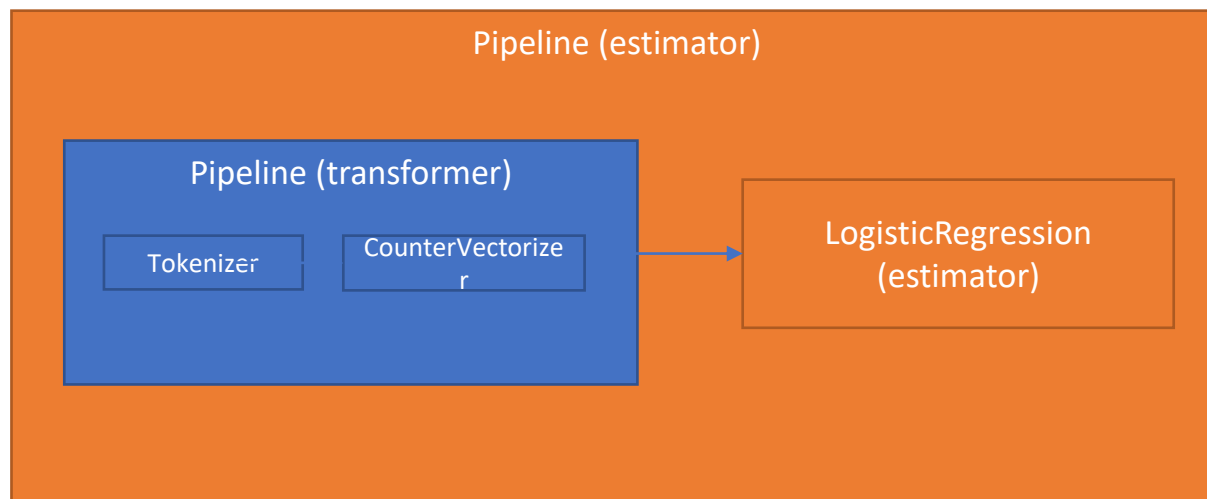 Pipeline (estimator)
Pipeline (transformer)
Tokenizer
CounterVectorize
r
LogisticRegression
(estimator)